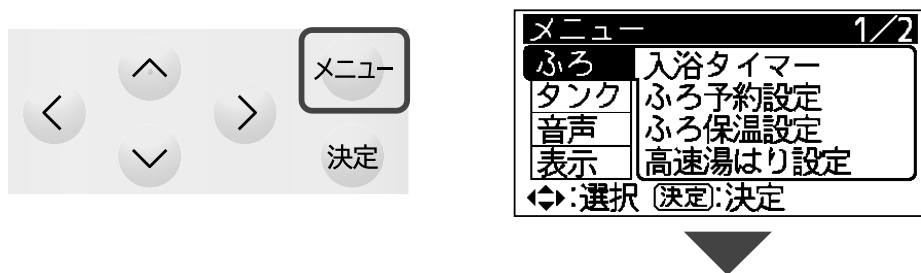 メニュー
決定
メニュー 1/2
ふろ 入浴タイマー
タンク ふろ予約設定
音声 ふろ保温設定
表示 高速湯はり設定
:選択 決定:決定